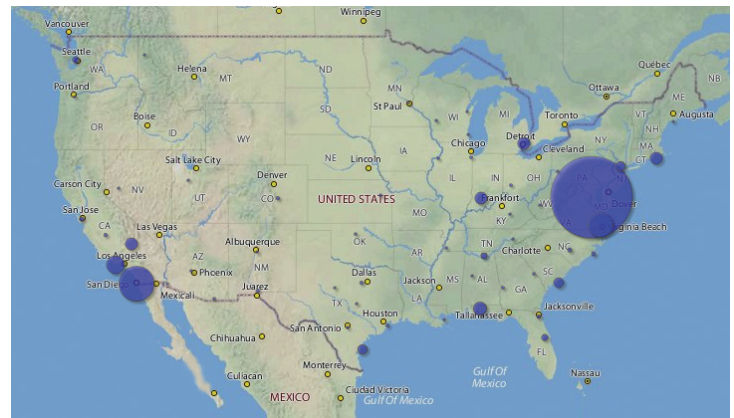 Winnipeg
Vancouver
Seattle
WA
Helena
MT
ND
MN
Québec
NB
Portland
Ottawa
ME
St Paul
WI
MI
Toronto
VT
Augusta
OR
Boise
ID
SD
NH
WY
NY
MA
Detroit
CT
IA
Chicago
Cleveland
Salt Lake City
NE
Lincoln
PA
IL
IN
OH
Denver
Carson City
NV
UT
CO
UNITED STATES
Frankfort
WV
MD
Dover
San Jose
MO
KY
VA
Virginia Beach
CA
Las Vegas
OK
TN
Charlotte
NC
Albuquerque
AR
Los Angeles
AZ
NM
SC
Phoenix
Dallas
Jackson
MS
AL
GA
San Diego
Mexicali
Juarez
TX
LA
Jacksonville
Houston
Tallahassee
San Antonio
Chihuahua
FL
Monterrey
Gulf Of
Mexico
Nassau
Culiacan
MEXICO
Ciudad Victoria
Gulf Of Mexico